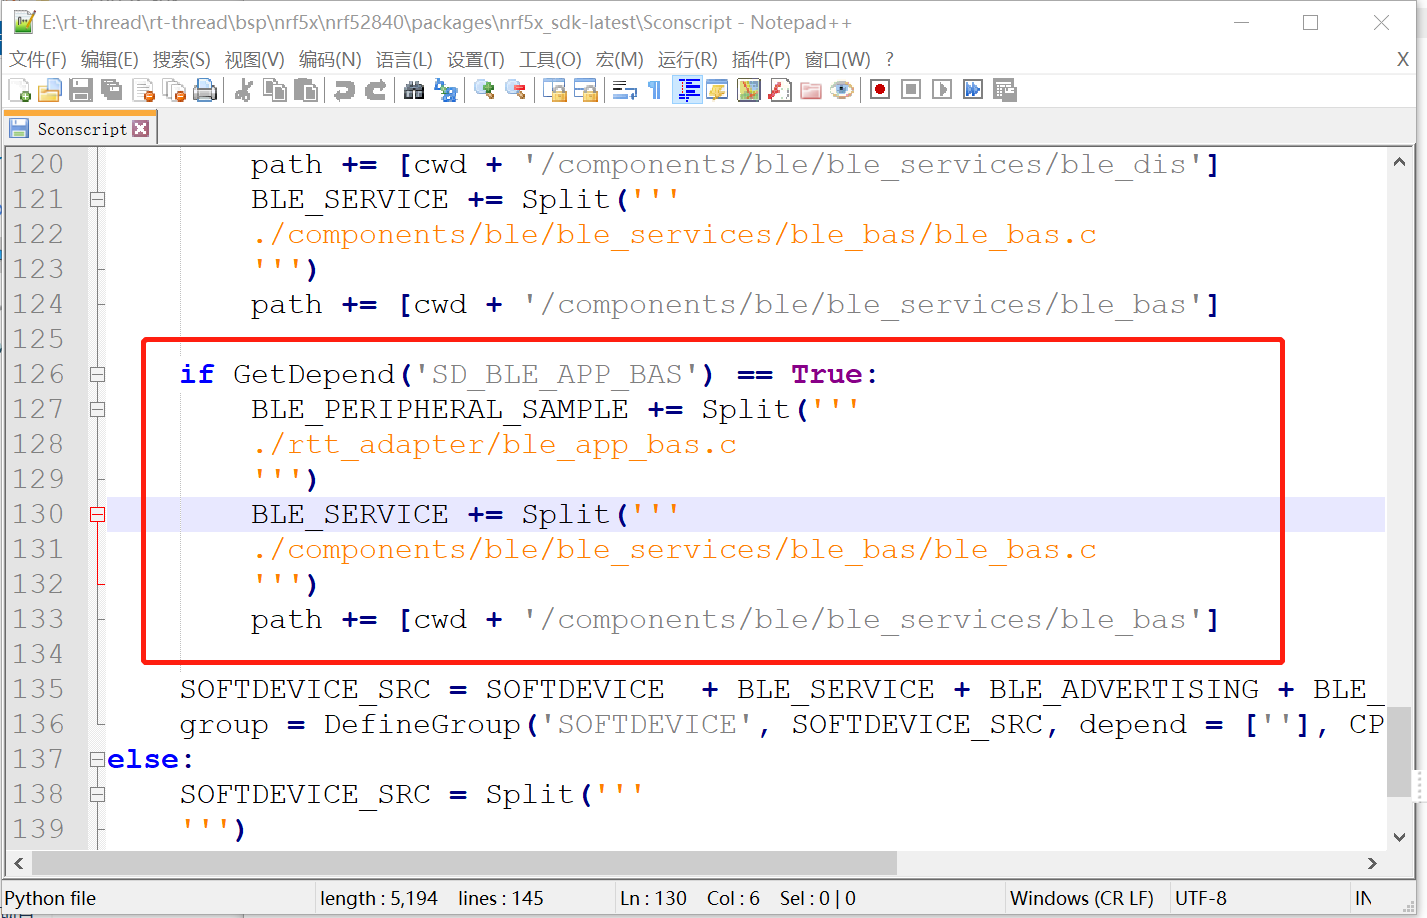 E:\rt-thread\rt-thread\bsp\nrf5x\nrf52840\packages\nrf5x_sdk-latest\Sconscript - Notepad++
文件(F) 编辑(E) 搜索(S) 视图(V) 编码(N) 语言(L) 设置(T) 工具(O) 宏(M) 运行(R) 插件(P) 窗口(W) ? X
Sconscript
120 path += [cwd + '/components/ble/ble_services/ble_dis']
121 BLE_SERVICE += Split('''
122 ./components/ble/ble_services/ble_bas/ble_bas.c
123 ''')
124 path += [cwd + '/components/ble/ble_services/ble_bas']
125
126 if GetDepend('SD_BLE_APP_BAS') == True:
127 BLE_PERIPHERAL_SAMPLE += Split('''
128 ./rtt_adapter/ble_app_bas.c
129 ''')
130 BLE_SERVICE += Split('''
131 ./components/ble/ble_services/ble_bas/ble_bas.c
132 ''')
133 path += [cwd + '/components/ble/ble_services/ble_bas']
134
135 SOFTDEVICE_SRC = SOFTDEVICE  + BLE_SERVICE + BLE_ADVERTISING + BLE_
136 group = DefineGroup('SOFTDEVICE', SOFTDEVICE_SRC, depend = [''], CP
137 else:
138 SOFTDEVICE_SRC = Split('''
139 ''')
Python file length : 5,194 lines : 145 Ln : 130 Col : 6 Sel : 0 | 0 Windows (CR LF) UTF-8 IN